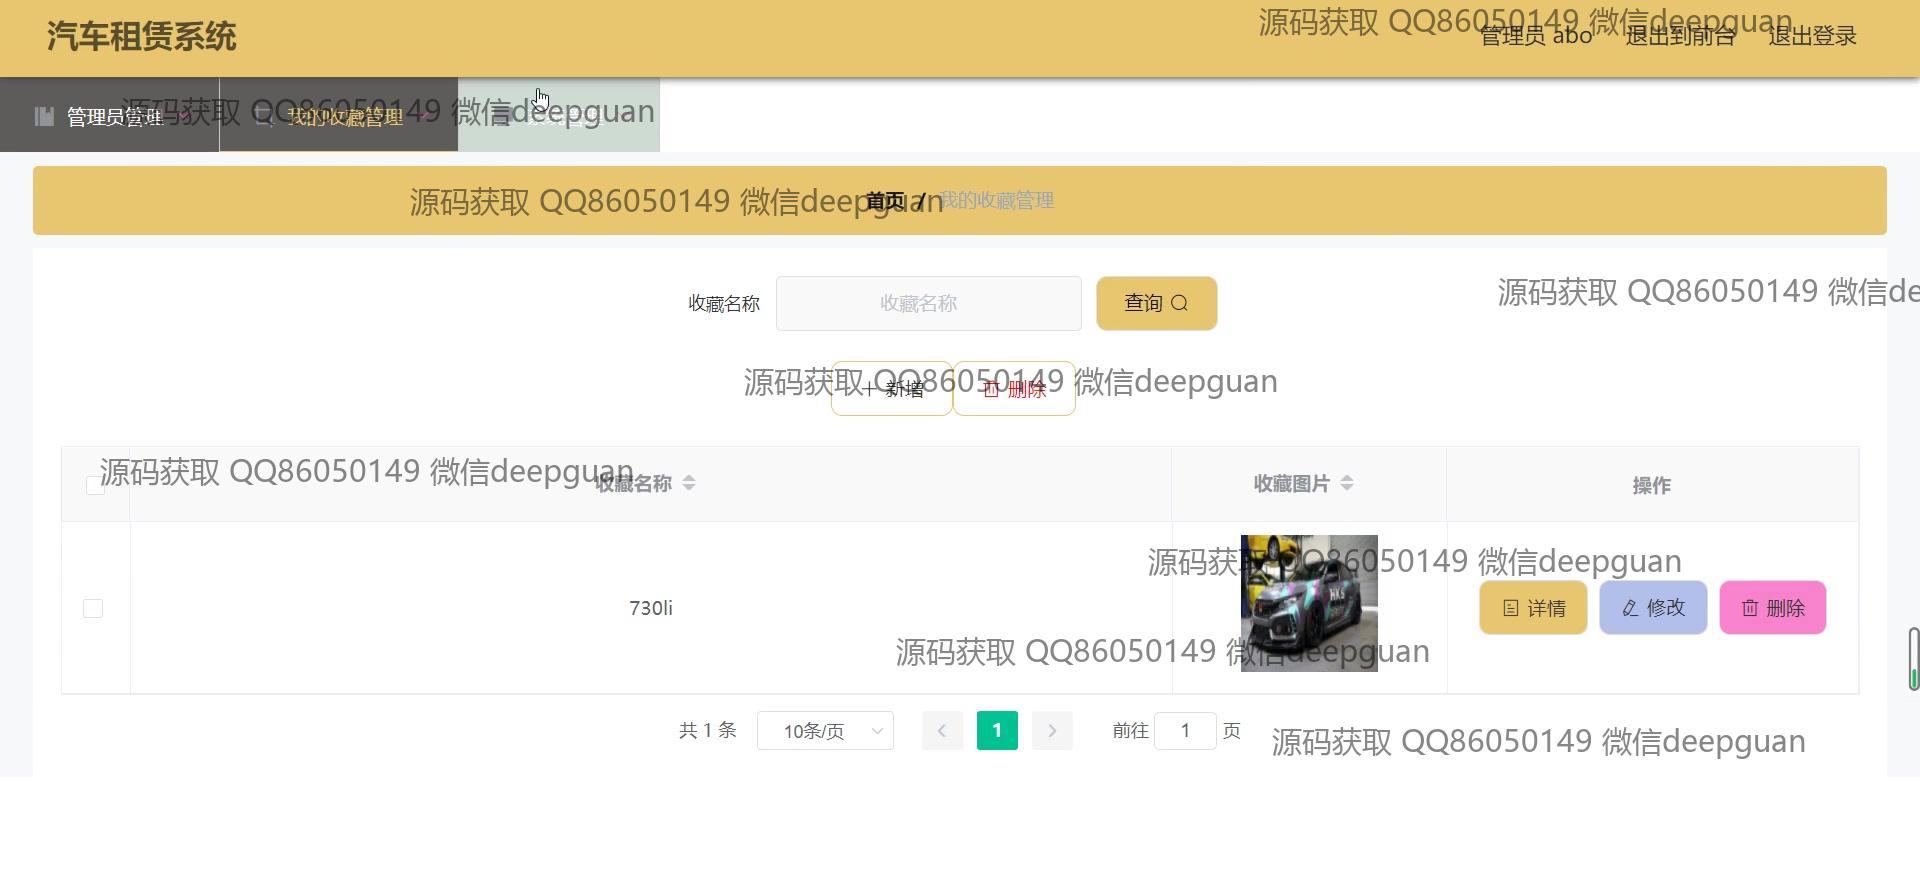 汽车租赁系统
源码获取 QQ86050149 微信deepguan
管理员 abo 退出到前台 退出登录
管理员管理 我的收藏管理
源码获取 QQ86050149 微信deepguan
源码获取 QQ86050149 微信deepguan
首页 / 我的收藏管理
收藏名称 收藏名称 查询
源码获取 QQ86050149 微信de
源码获取 QQ86050149 微信deepguan
新增 删除
源码获取 QQ86050149 微信deepguan
收藏名称 收藏图片 操作
源码获取 QQ86050149 微信deepguan
730li HKS 详情 修改 删除
源码获取 QQ86050149 微信deepguan
共 1 条 10条/页 1 前往 1 页
源码获取 QQ86050149 微信deepguan